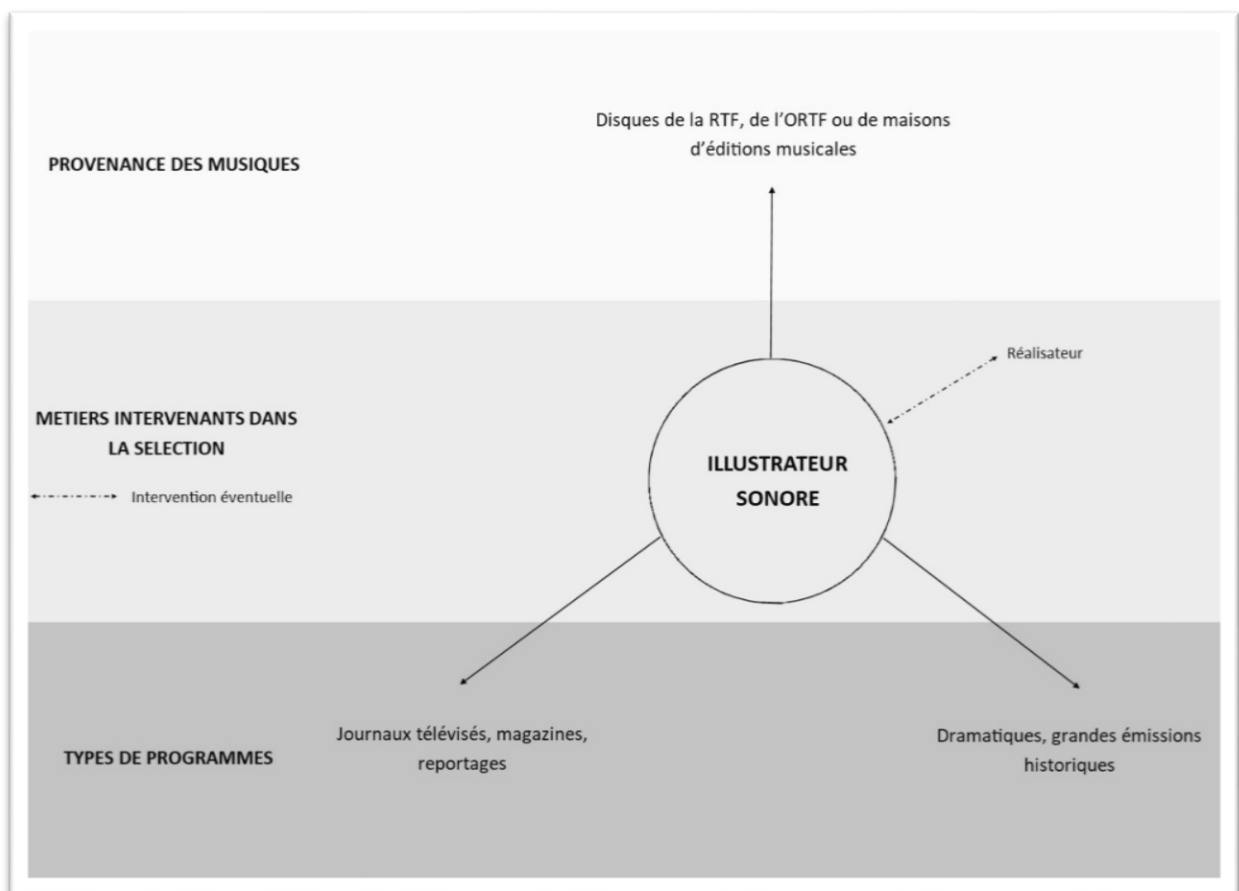 Disques de la RTF, de l'ORTF ou de maisons
d'éditions musicales
PROVENANCE DES MUSIQUES
Réalisateur
METIERS INTERVENANTS DANS
LA SELECTION
Intervention éventuelle
ILLUSTRATEUR
SONORE
Journaux télévisés, magazines,
reportages
Dramatiques, grandes émissions
historiques
TYPES DE PROGRAMMES